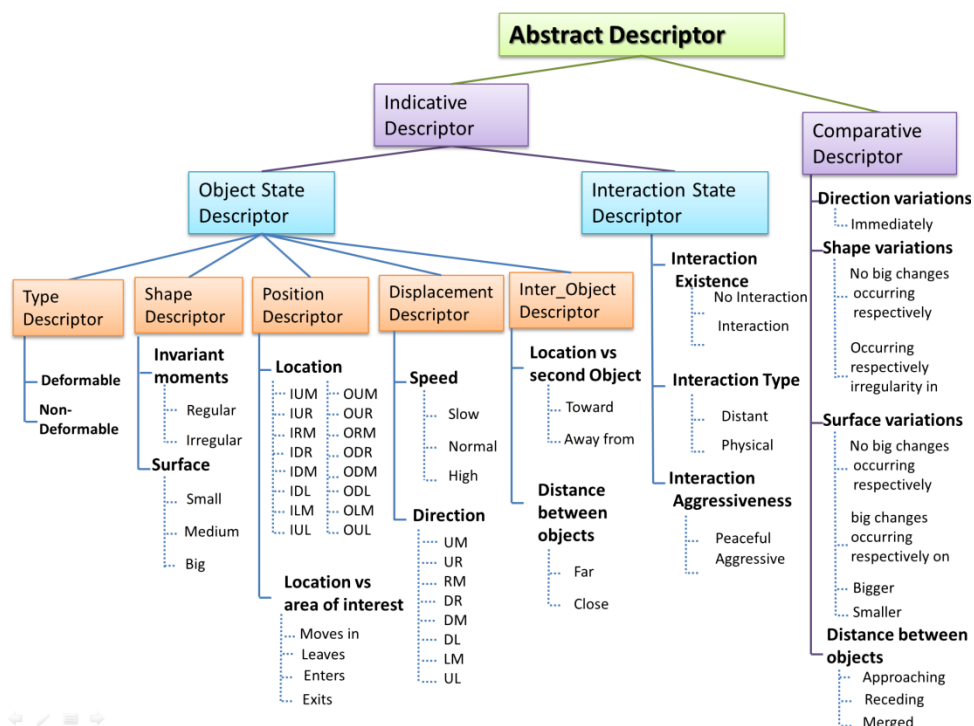 Abstract Descriptor
Indicative
Descriptor
Comparative
Descriptor
Object State
Descriptor
Interaction State
Descriptor
Type
Descriptor
Shape
Descriptor
Position
Descriptor
Displacement
Descriptor
Inter_Object
Descriptor
Deformable
Non-
Deformable
Invariant
moments
Regular
Irregular
Surface
Small
Medium
Big
Location
IUM OUM
IUR OUR
IRM ORM
IDR ODR
IDM ODM
IDL ODL
ILM OLM
IUL OUL
Location vs
area of interest
Moves in
Leaves
Enters
Exits
Speed
Slow
Normal
High
Direction
UM
UR
RM
DR
DM
DL
LM
UL
Location vs
second Object
Toward
Away from
Distance
between
objects
Far
Close
Interaction
Existence
No Interaction
Interaction
Interaction Type
Distant
Physical
Interaction
Aggressiveness
Peaceful
Aggressive
Direction variations
Immediately
Shape variations
No big changes
occurring
respectively
Occurring
respectively
irregularity in
Surface variations
No big changes
occurring
respectively
big changes
occurring
respectively on
Bigger
Smaller
Distance between
objects
Approaching
Receding
Merged